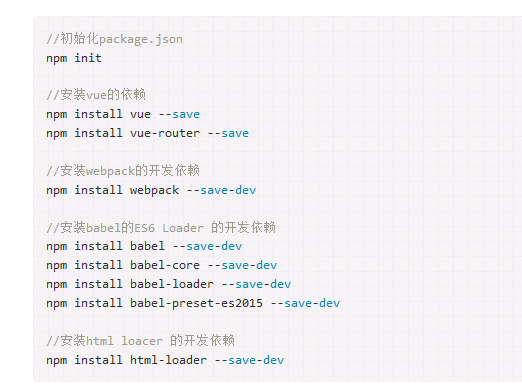 //初始化package.json
npm init
//安装vue的依赖
npm install vue --save
npm install vue-router --save
//安装webpack的开发依赖
npm install webpack --save-dev
//安装babel的ES6 Loader 的开发依赖
npm install babel --save-dev
npm install babel-core --save-dev
npm install babel-loader --save-dev
npm install babel-preset-es2015 --save-dev
//安装html loacer 的开发依赖
npm install html-loader --save-dev